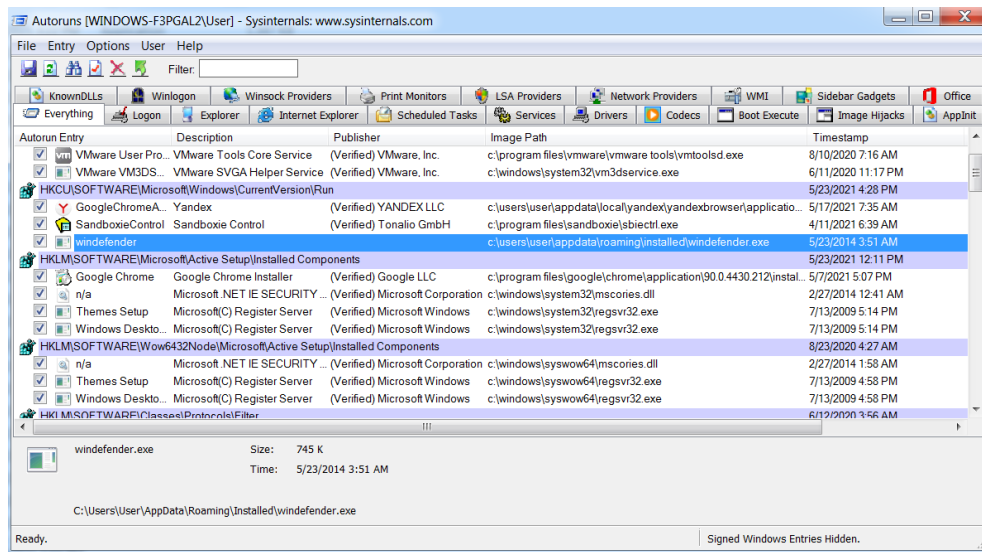 Autoruns [WINDOWS-F3PGAL2\User] - Sysinternals: www.sysinternals.com
File Entry Options User Help
Filter:
KnownDLLs Winlogon Winsock Providers Print Monitors LSA Providers Network Providers WMI Sidebar Gadgets Office
Everything Logon Explorer Internet Explorer Scheduled Tasks Services Drivers Codecs Boot Execute Image Hijacks AppInit
Autorun Entry Description Publisher Image Path Timestamp
vm VMware User Pro... VMware Tools Core Service (Verified) VMware, Inc. c:\program files\vmware\vmware tools\vmtoolsd.exe 8/10/2020 7:16 AM
VMware VM3DS... VMware SVGA Helper Service (Verified) VMware, Inc. c:\windows\system32\vm3dservice.exe 6/11/2020 11:17 PM
HKCU\SOFTWARE\Microsoft\Windows\CurrentVersion\Run 5/23/2021 4:28 PM
GoogleChromeA... Yandex (Verified) YANDEX LLC c:\users\user\appdata\local\yandex\yandexbrowser\applicatio... 5/17/2021 7:35 AM
SandboxieControl Sandboxie Control (Verified) Tonalio GmbH c:\program files\sandboxie\sbiectrl.exe 4/11/2021 6:39 AM
windefender c:\users\user\appdata\roaming\installed\windefender.exe 5/23/2014 3:51 AM
HKLM\SOFTWARE\Microsoft\Active Setup\Installed Components 5/23/2021 12:11 PM
Google Chrome Google Chrome Installer (Verified) Google LLC c:\program files\google\chrome\application\90.0.4430.212\instal... 5/7/2021 5:07 PM
n/a Microsoft .NET IE SECURITY ... (Verified) Microsoft Corporation c:\windows\system32\mscories.dll 2/27/2014 12:41 AM
Themes Setup Microsoft(C) Register Server (Verified) Microsoft Windows c:\windows\system32\regsvr32.exe 7/13/2009 5:14 PM
Windows Deskto... Microsoft(C) Register Server (Verified) Microsoft Windows c:\windows\system32\regsvr32.exe 7/13/2009 5:14 PM
HKLM\SOFTWARE\Wow6432Node\Microsoft\Active Setup\Installed Components 8/23/2020 4:27 AM
n/a Microsoft .NET IE SECURITY ... (Verified) Microsoft Corporation c:\windows\syswow64\mscories.dll 2/27/2014 1:58 AM
Themes Setup Microsoft(C) Register Server (Verified) Microsoft Windows c:\windows\syswow64\regsvr32.exe 7/13/2009 4:58 PM
Windows Deskto... Microsoft(C) Register Server (Verified) Microsoft Windows c:\windows\syswow64\regsvr32.exe 7/13/2009 4:58 PM
HKLM\SOFTWARE\Classes\Protocols\Filter 6/12/2020 3:56 AM
windefender.exe Size: 745 K
Time: 5/23/2014 3:51 AM
C:\Users\User\AppData\Roaming\Installed\windefender.exe
Ready. Signed Windows Entries Hidden.